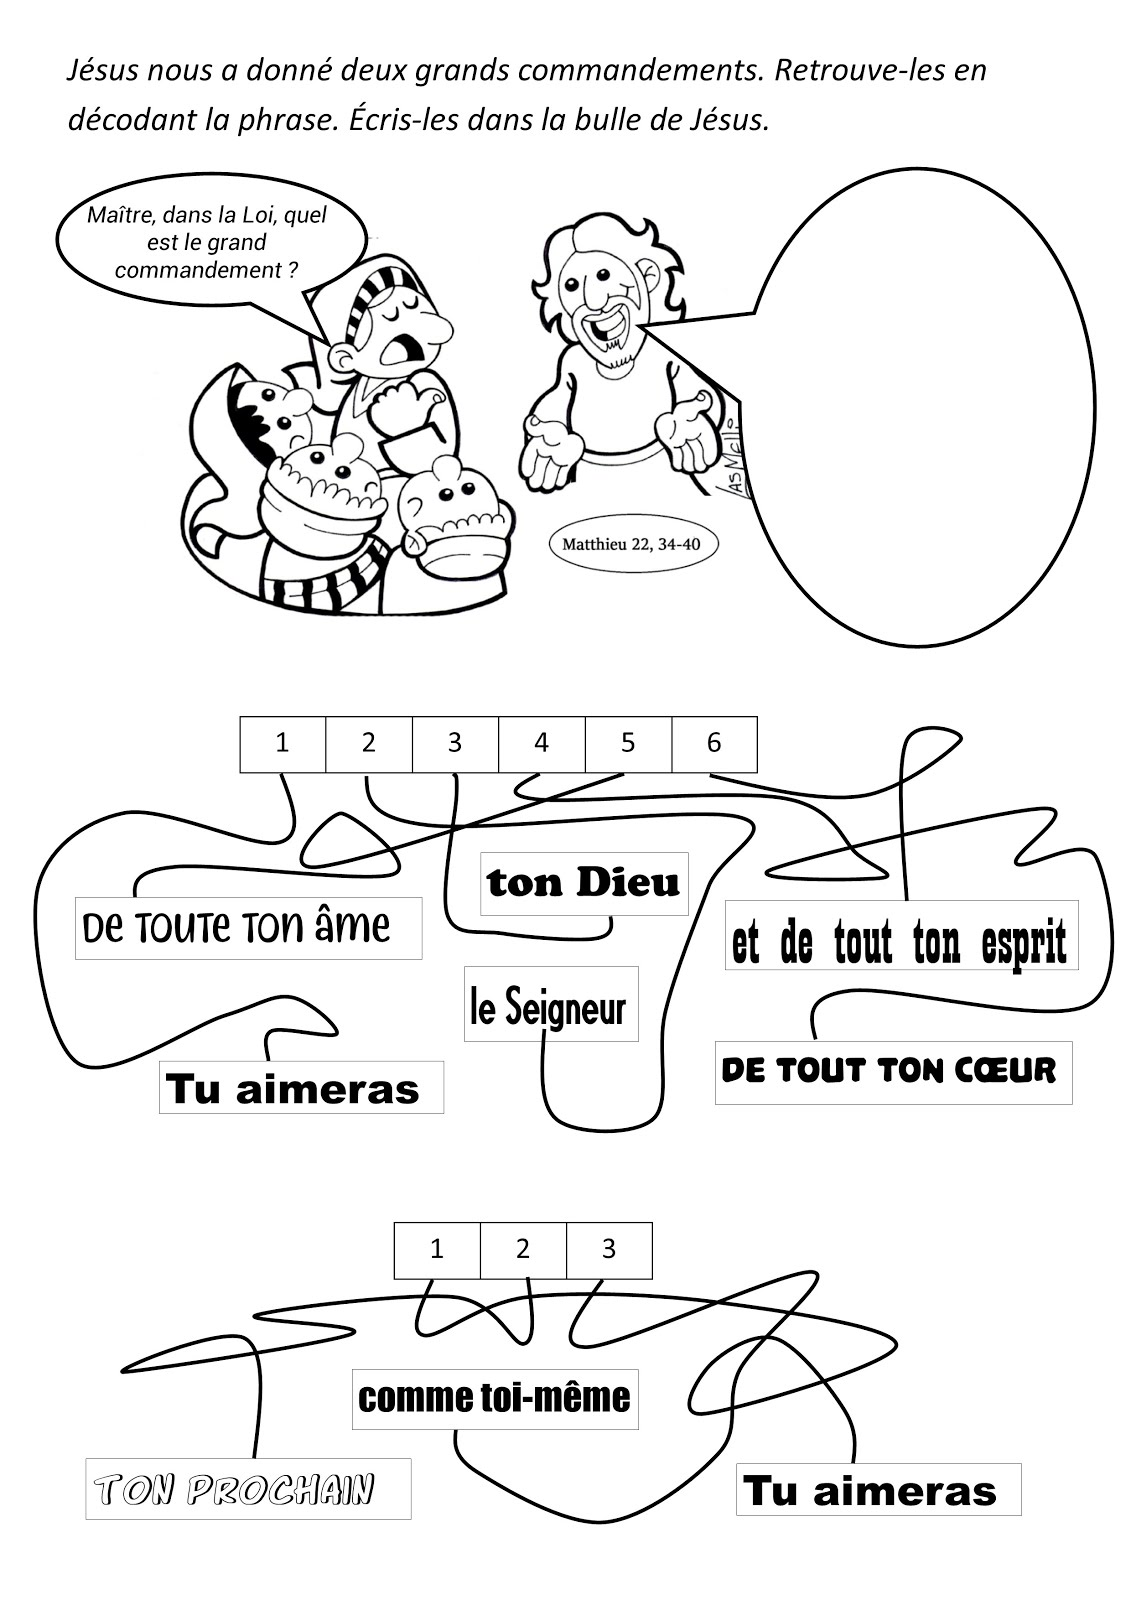 Jésus nous a donné deux grands commandements. Retrouve-les en
décodant la phrase. Écris-les dans la bulle de Jésus.
Maître, dans la Loi, quel
est le grand
commandement ?
Matthieu 22, 34-40
1 2 3 4 5 6
ton Dieu
De toute ton âme
et de tout ton esprit
le Seigneur
Tu aimeras
DE TOUT TON CŒUR
1 2 3
comme toi-même
TON PROCHAIN
Tu aimeras